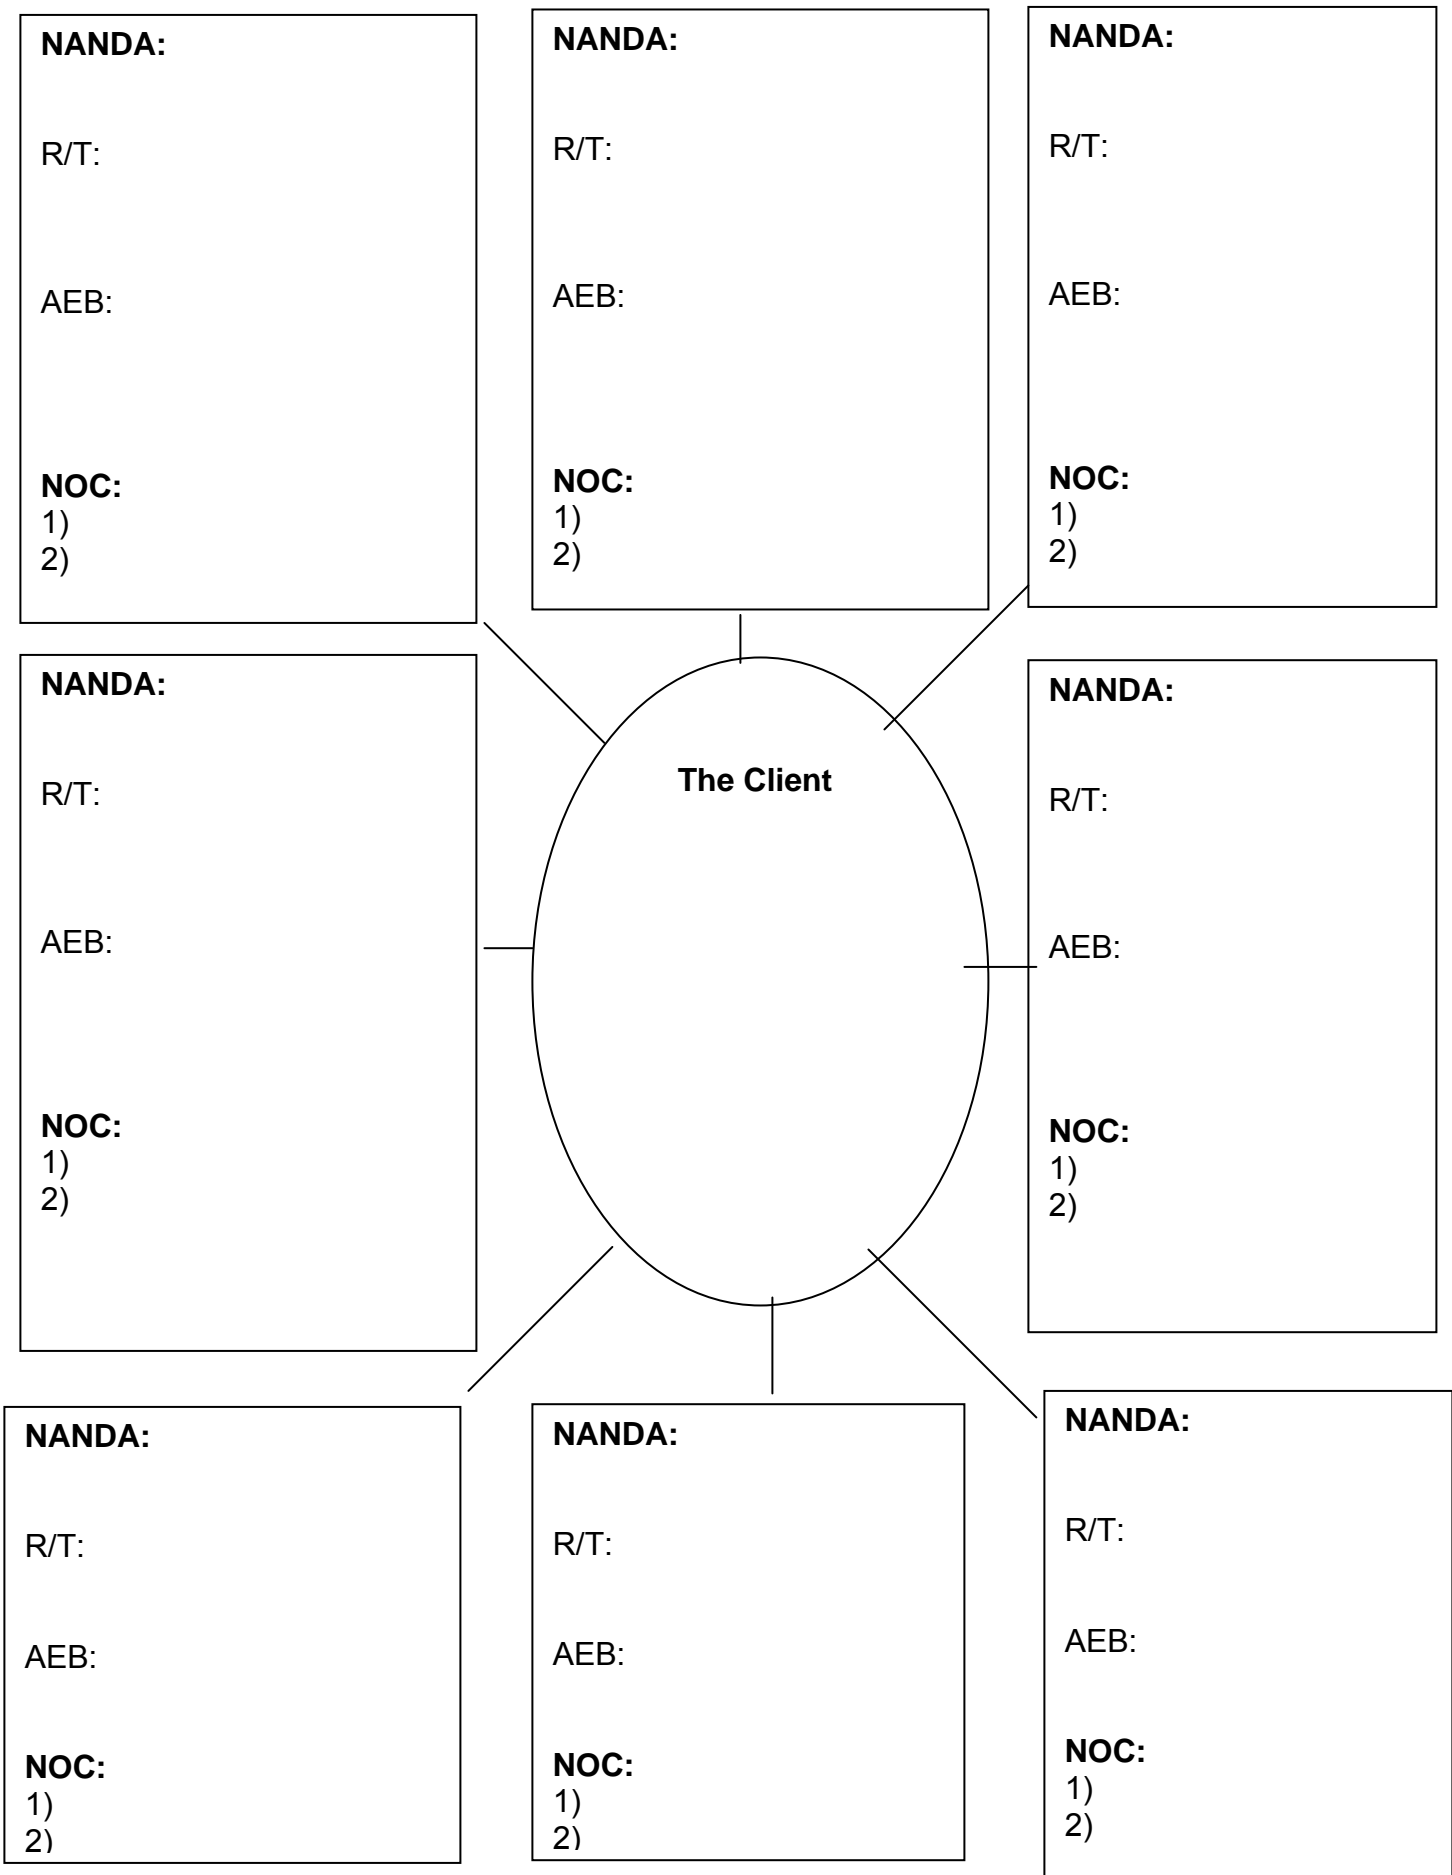 NANDA:
R/T:
AEB:
NOC:
1)
2)
NANDA:
R/T:
AEB:
NOC:
1)
2)
NANDA:
R/T:
AEB:
NOC:
1)
2)
NANDA:
R/T:
AEB:
NOC:
1)
2)
The Client
NANDA:
R/T:
AEB:
NOC:
1)
2)
NANDA:
R/T:
AEB:
NOC:
1)
2)
NANDA:
R/T:
AEB:
NOC:
1)
2)
NANDA:
R/T:
AEB:
NOC:
1)
2)